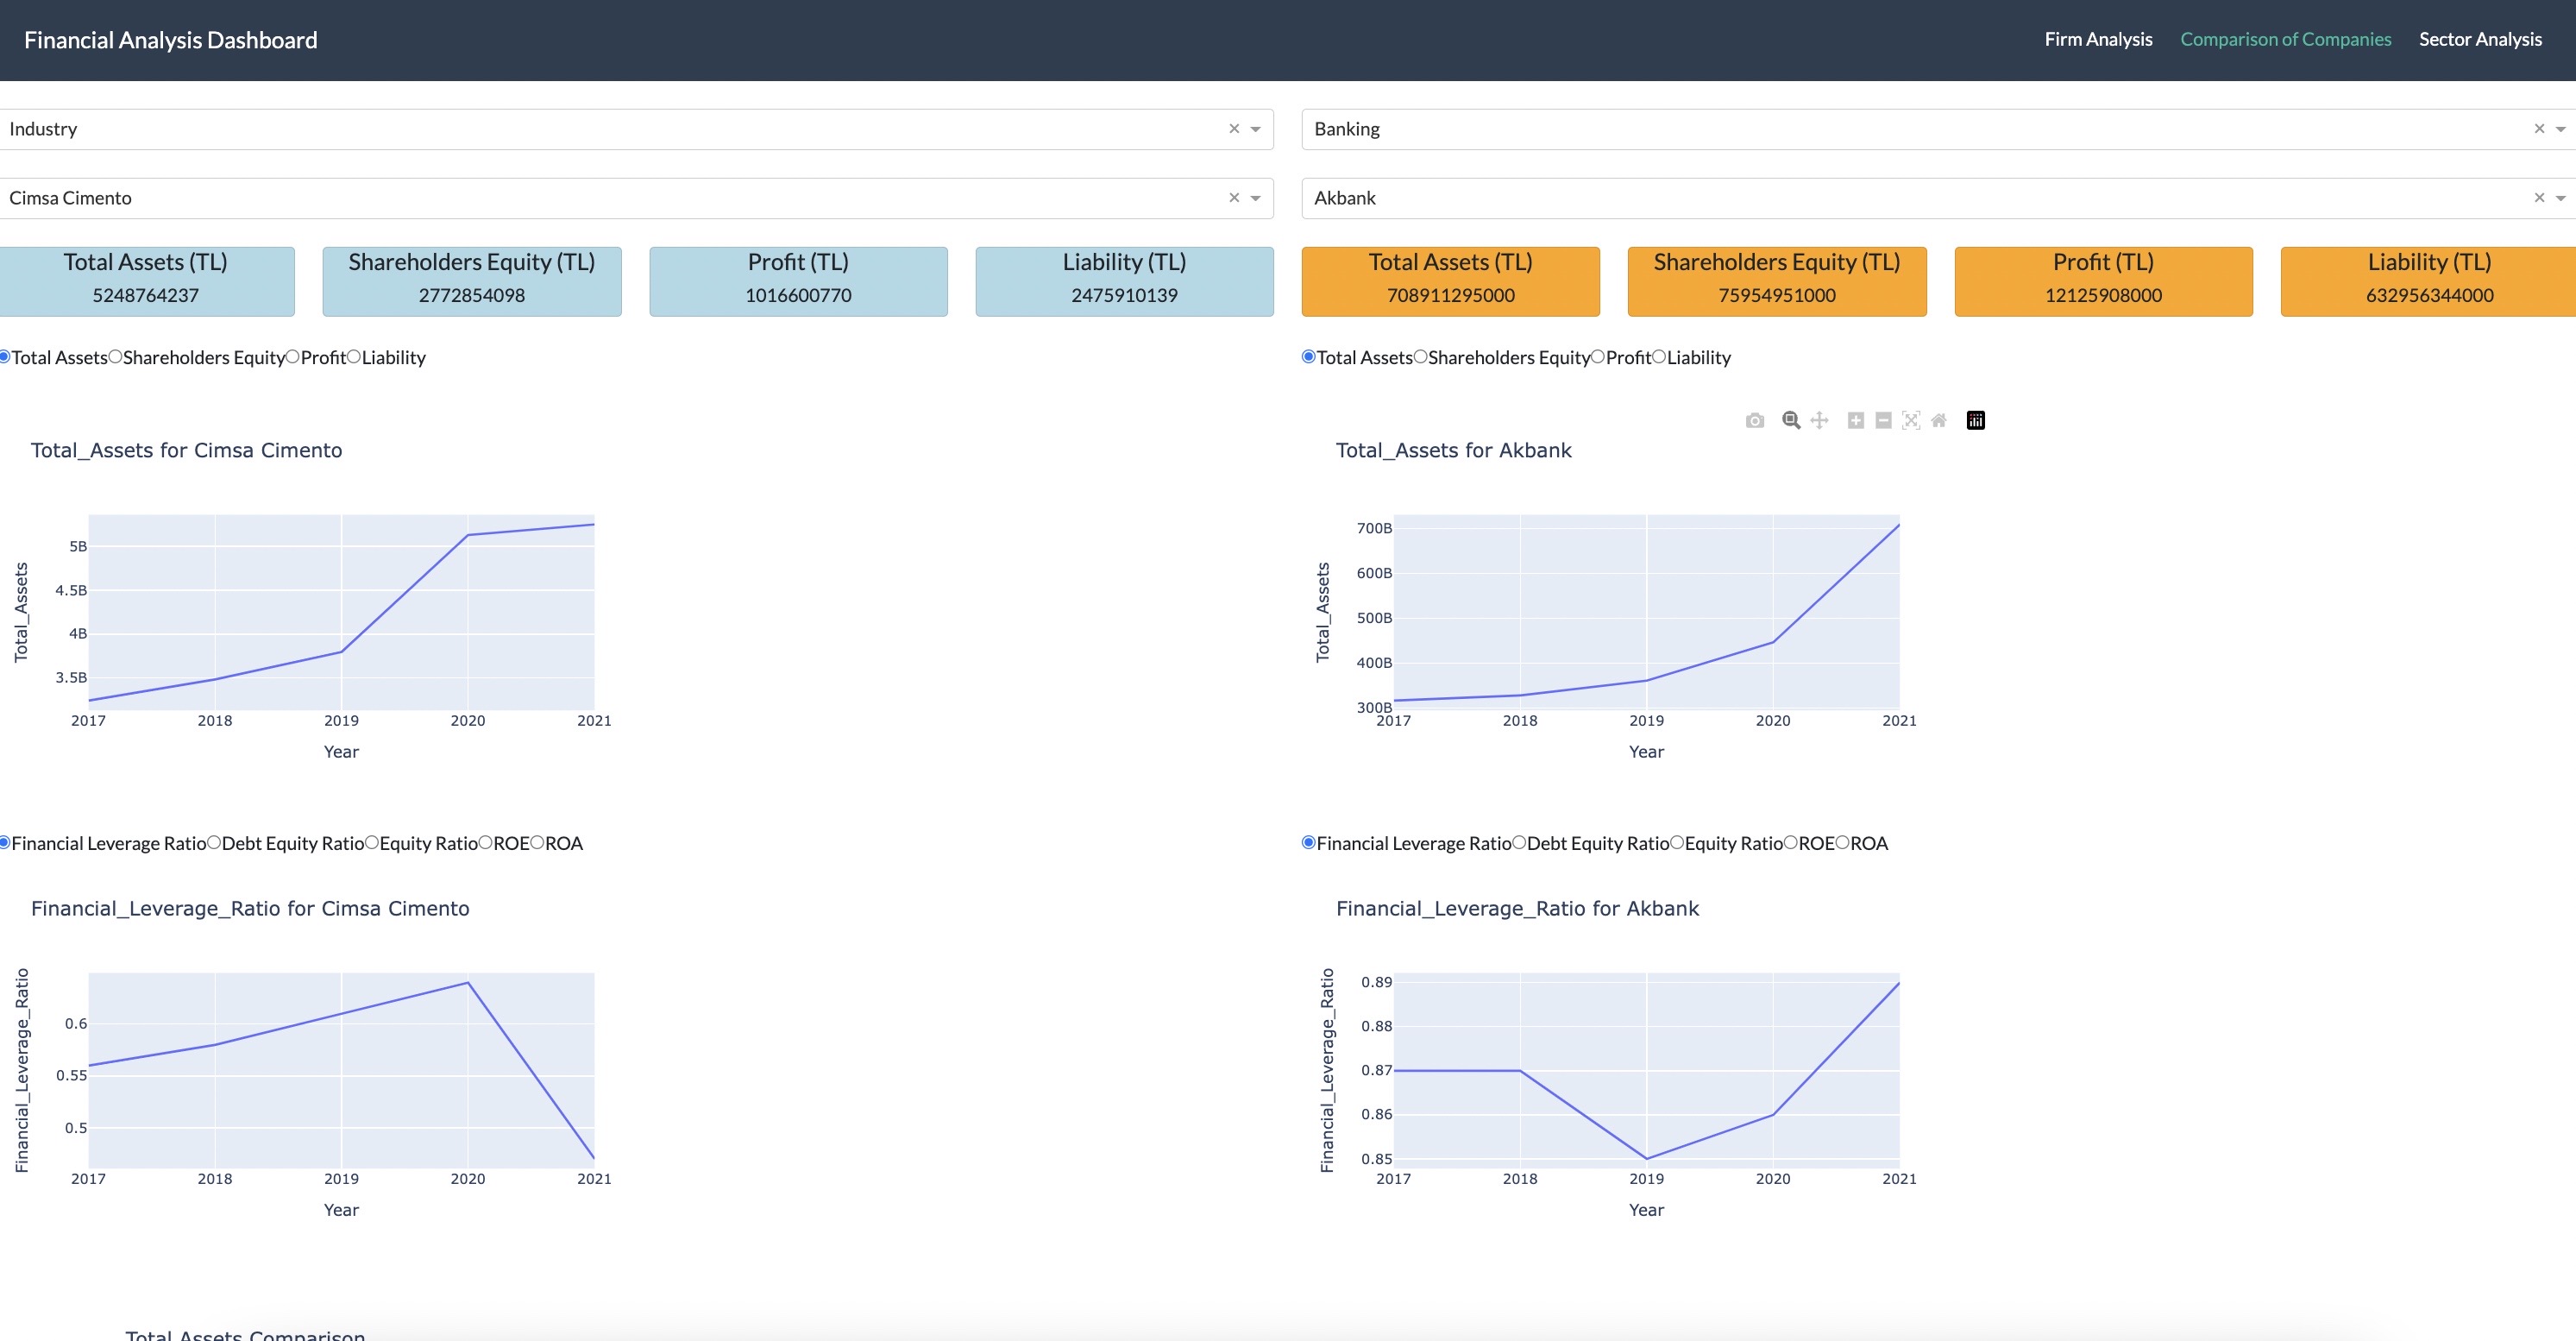 Financial Analysis Dashboard
Firm Analysis Comparison of Companies Sector Analysis
Industry
Cimsa Cimento
Total Assets (TL)
5248764237
Shareholders Equity (TL)
2772854098
Profit (TL)
1016600770
Liability (TL)
2475910139
Total Assets Shareholders Equity Profit Liability
Total_Assets for Cimsa Cimento
Total_Assets
5B
4.5B
4B
3.5B
2017 2018 2019 2020 2021
Year
Financial Leverage Ratio Debt Equity Ratio Equity Ratio ROE ROA
Financial_Leverage_Ratio for Cimsa Cimento
Financial_Leverage_Ratio
0.6
0.55
0.5
2017 2018 2019 2020 2021
Year
Total Assets Comparison
Banking
Akbank
Total Assets (TL)
708911295000
Shareholders Equity (TL)
75954951000
Profit (TL)
12125908000
Liability (TL)
632956344000
Total Assets Shareholders Equity Profit Liability
Total_Assets for Akbank
Total_Assets
700B
600B
500B
400B
300B
2017 2018 2019 2020 2021
Year
Financial Leverage Ratio Debt Equity Ratio Equity Ratio ROE ROA
Financial_Leverage_Ratio for Akbank
Financial_Leverage_Ratio
0.89
0.88
0.87
0.86
0.85
2017 2018 2019 2020 2021
Year